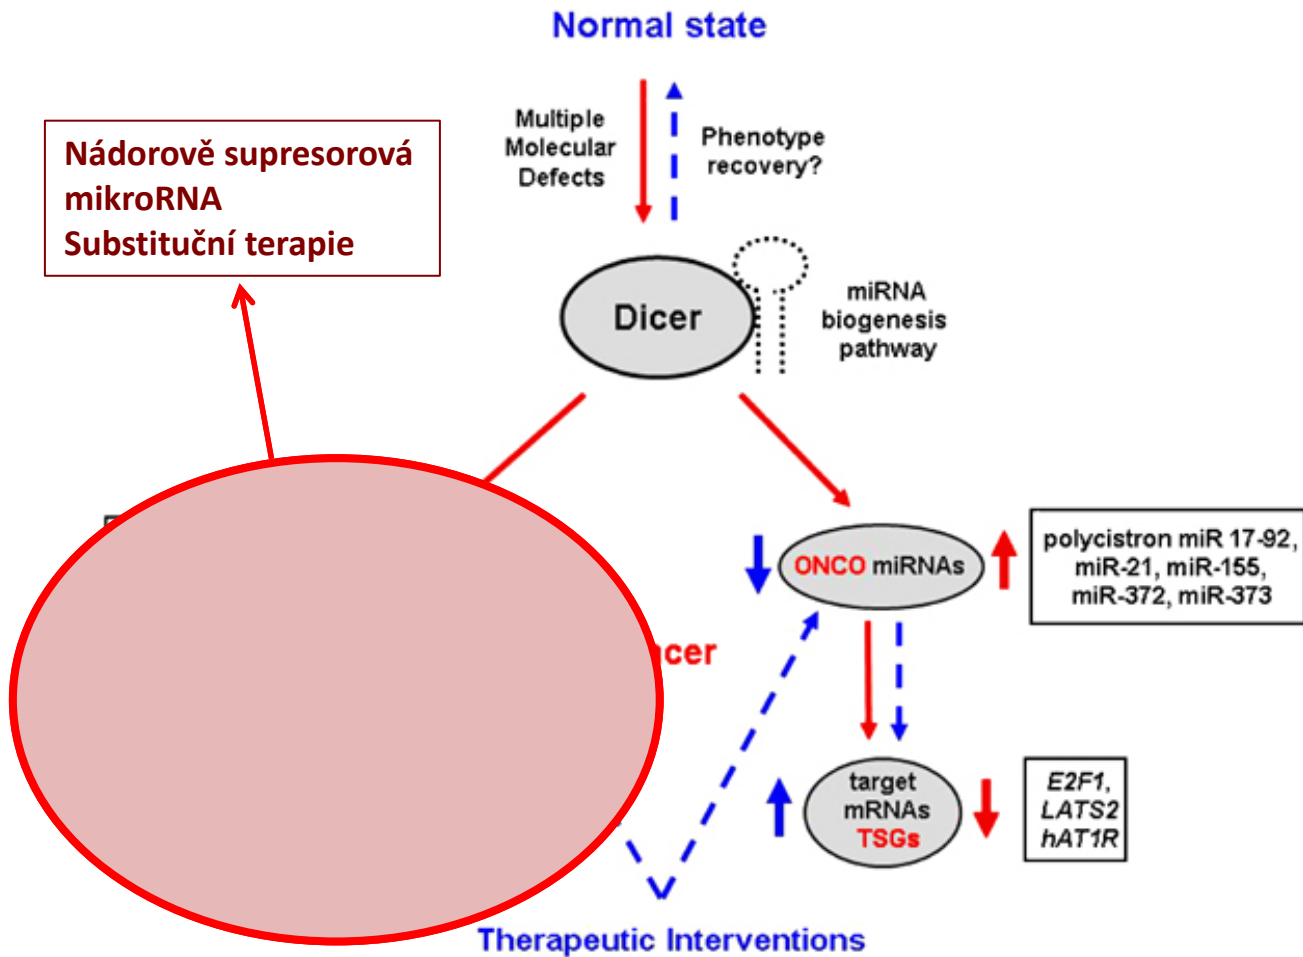 Normal state
Multiple
Molecular
Defects
Phenotype
recovery?
Nádorově supresorová
mikroRNA
Substituční terapie
Dicer
miRNA
biogenesis
pathway
ONCO miRNAs
polycistron miR 17-92,
miR-21, miR-155,
miR-372, miR-373
target
mRNAs
TSGs
E2F1,
LATS2
hAT1R
Therapeutic Interventions